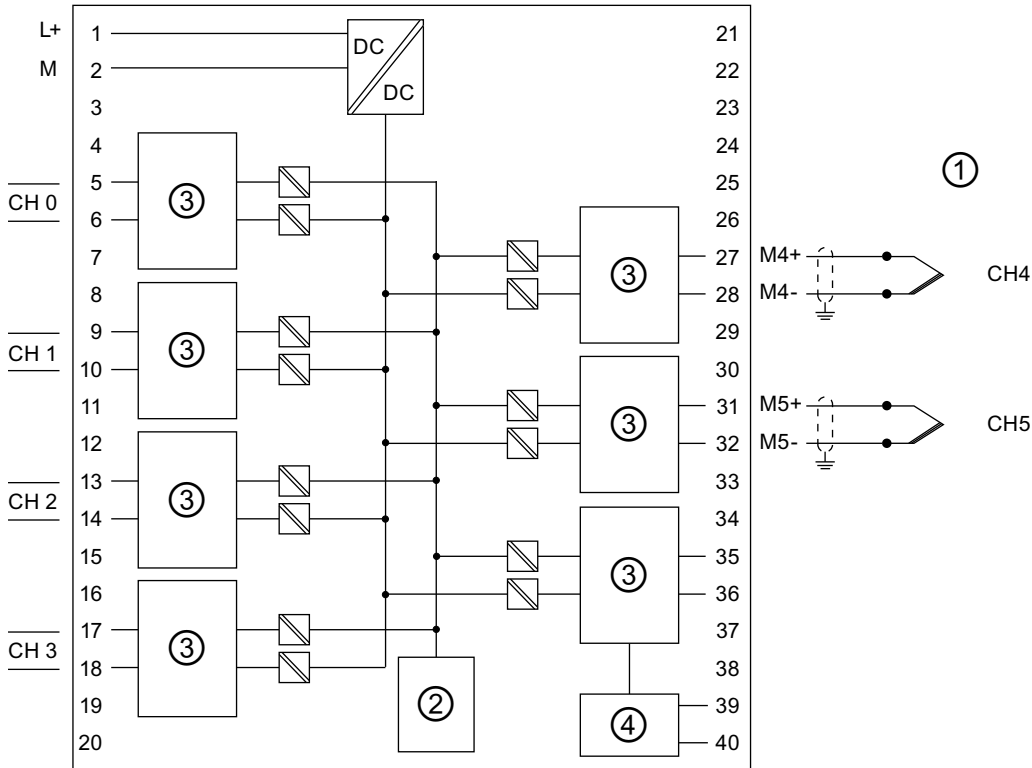 L+ 1 DC 21
M 2 DC 22
3 23
4 24
CH 0 5 ③ 25 ①
6 26
7 ③ 27 M4+ CH4
8 28 M4-
CH 1 9 ③ 29
10 30
11 ③ 31 M5+ CH5
12 32 M5-
CH 2 13 ③ 33
14 34
15 ③ 35
16 36
CH 3 17 ③ 37
18 38
19 ② ④ 39
20 40